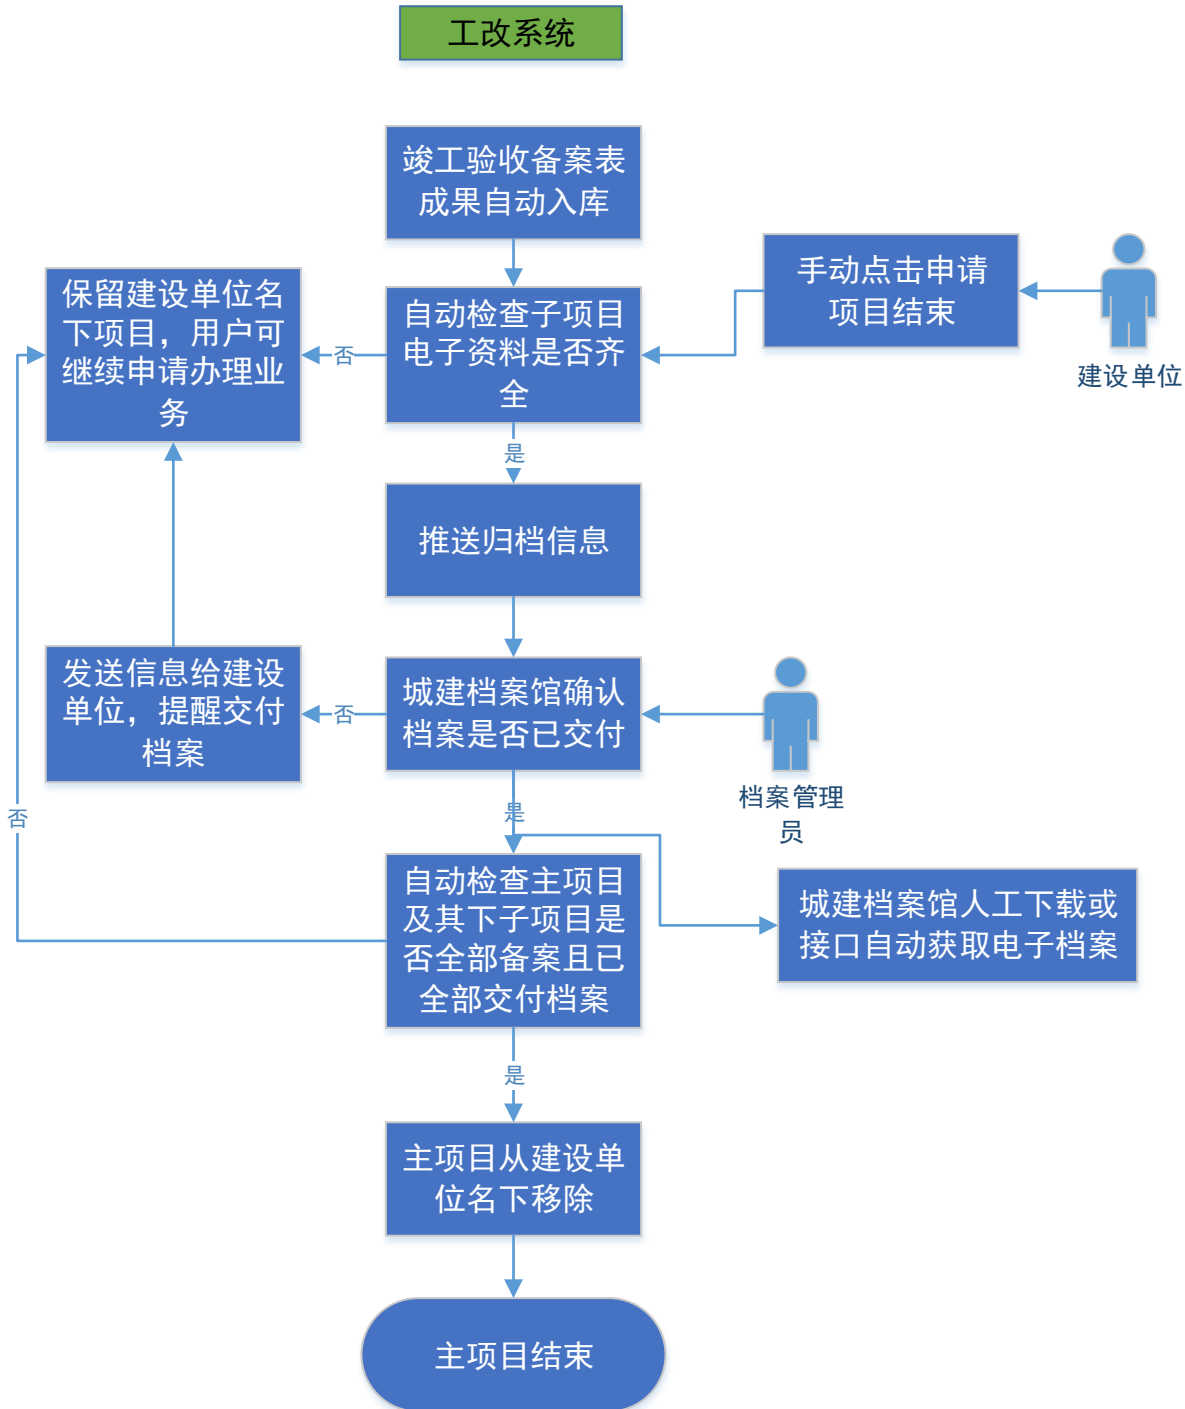 工改系统
竣工验收备案表
成果自动入库
手动点击申请
项目结束
建设单位
保留建设单位名
下项目，用户可
继续申请办理业
务
否
自动检查子项目
电子资料是否齐
全
是
推送归档信息
发送信息给建设
单位，提醒交付
档案
否
城建档案馆确认
档案是否已交付
档案管理
员
否
是
自动检查主项目
及其下子项目是
否全部备案且已
全部交付档案
城建档案馆人工下载或
接口自动获取电子档案
是
主项目从建设单
位名下移除
主项目结束